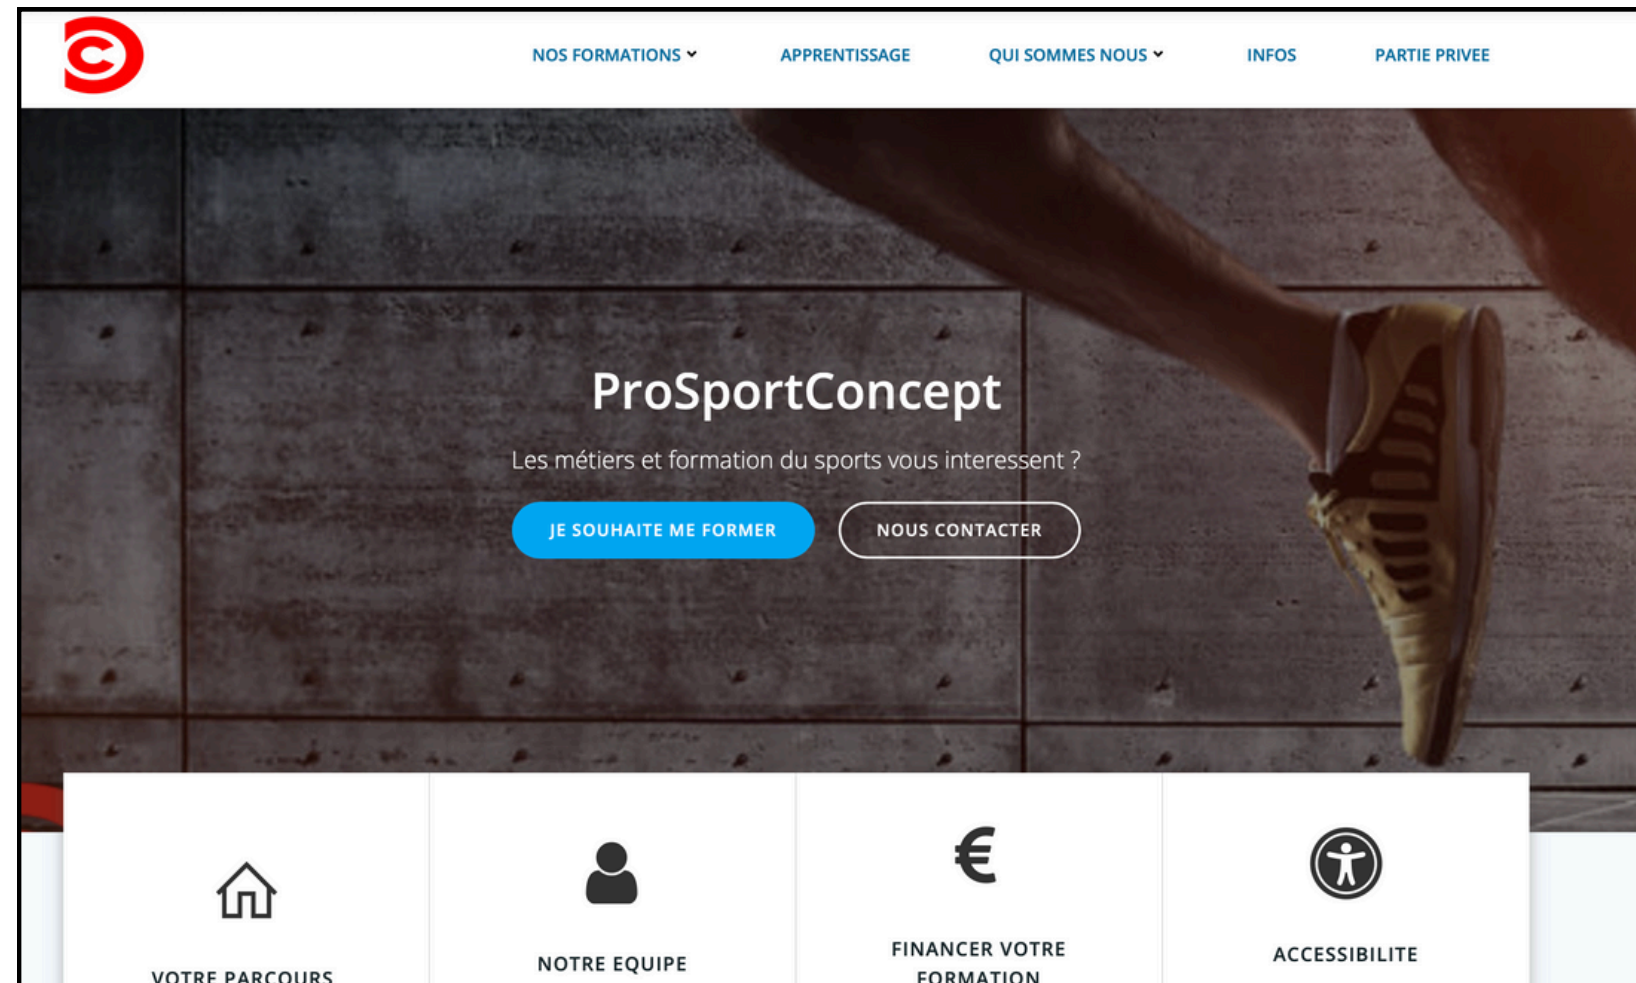 NOS FORMATIONS APPRENTISSAGE QUI SOMMES NOUS INFOS PARTIE PRIVEE
ProSportConcept
Les métiers et formation du sports vous interessent ?
JE SOUHAITE ME FORMER NOUS CONTACTER
VOTRE PARCOURS
NOTRE EQUIPE
FINANCER VOTRE
FORMATION
ACCESSIBILITE